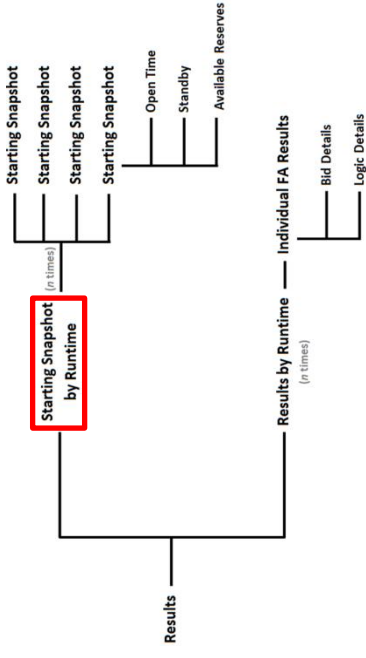 Results
Starting Snapshot
by Runtime
(n times)
Starting Snapshot
Starting Snapshot
Starting Snapshot
Starting Snapshot
Open Time
Standby
Available Reserves
Results by Runtime
(n times)
Individual FA Results
Bid Details
Logic Details